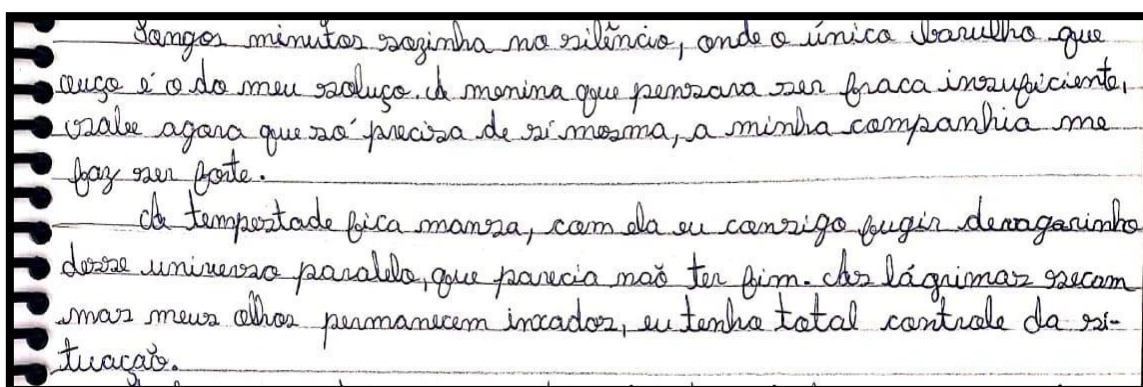 Longos minutos sozinha no silêncio, onde o único barulho que
ouço é o do meu soluço. A menina que pensava ser fraca insuficiente,
sabe agora que só precisa de si mesma, a minha companhia me
faz ser forte.
A tempestade fica mansa, com ela eu consigo fugir devagarinho
desse universo paralelo, que parecia não ter fim. As lágrimas secam
mas meus olhos permanecem inxados, eu tenho total controle da si-
tuação.